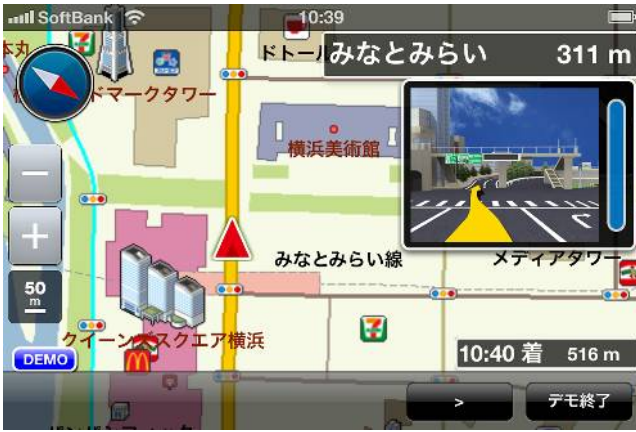 SoftBank 10:39
ドトール
みなとみらい 311 m
本丸
ドマークタワー
横浜美術館
みなとみらい線
メディアタワー
50
m
クイーンズスクエア横浜
DEMO
10:40 着 516 m
>
デモ終了